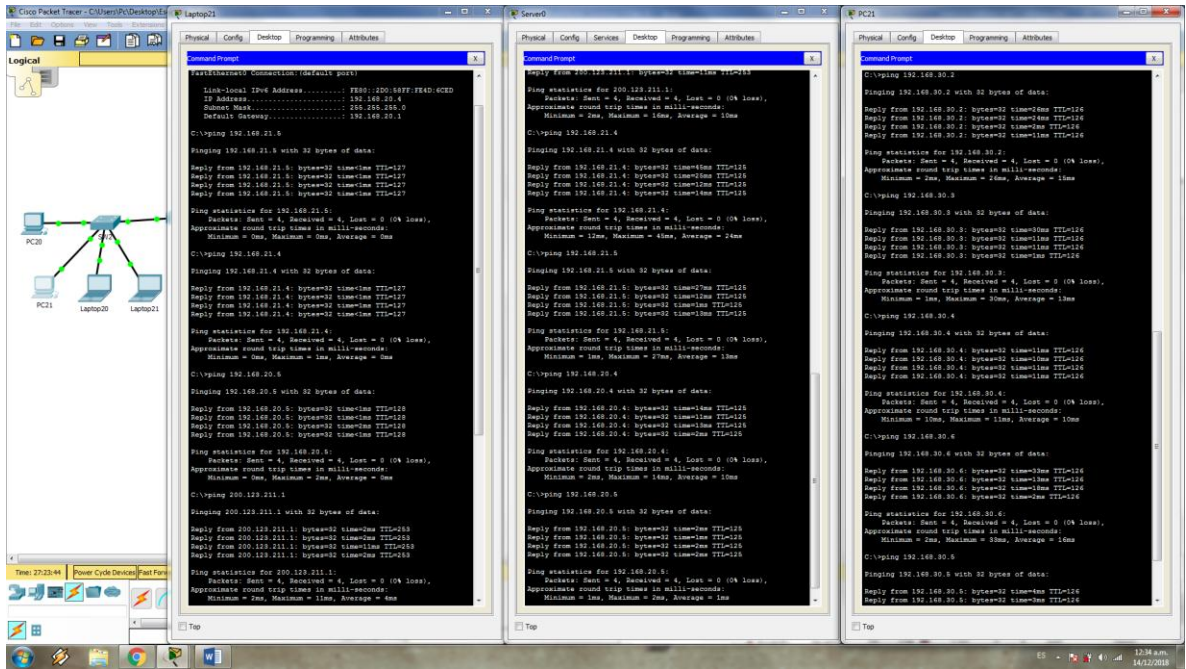 Cisco Packet Tracer - C:\Users\Pc\Desktop\Es
File Edit Options View Tools Extensions
Logical
PC20
SW2
PC21
Laptop20
Laptop21
Time: 27:23:44
Power Cycle Devices
Fast Forw
Laptop21
Physical Config Desktop Programming Attributes
Command Prompt
X
FastEthernet0 Connection:(default port)
Link-local IPv6 Address.........: FE80::2D0:58FF:FE4D:6CED
IP Address......................: 192.168.20.4
Subnet Mask.....................: 255.255.255.0
Default Gateway.................: 192.168.20.1
C:\>ping 192.168.21.5
Pinging 192.168.21.5 with 32 bytes of data:
Reply from 192.168.21.5: bytes=32 time<1ms TTL=127
Reply from 192.168.21.5: bytes=32 time<1ms TTL=127
Reply from 192.168.21.5: bytes=32 time<1ms TTL=127
Reply from 192.168.21.5: bytes=32 time<1ms TTL=127
Ping statistics for 192.168.21.5:
Packets: Sent = 4, Received = 4, Lost = 0 (0% loss),
Approximate round trip times in milli-seconds:
Minimum = 0ms, Maximum = 0ms, Average = 0ms
C:\>ping 192.168.21.4
Pinging 192.168.21.4 with 32 bytes of data:
Reply from 192.168.21.4: bytes=32 time<1ms TTL=127
Reply from 192.168.21.4: bytes=32 time<1ms TTL=127
Reply from 192.168.21.4: bytes=32 time=1ms TTL=127
Reply from 192.168.21.4: bytes=32 time<1ms TTL=127
Ping statistics for 192.168.21.4:
Packets: Sent = 4, Received = 4, Lost = 0 (0% loss),
Approximate round trip times in milli-seconds:
Minimum = 0ms, Maximum = 1ms, Average = 0ms
C:\>ping 192.168.20.5
Pinging 192.168.20.5 with 32 bytes of data:
Reply from 192.168.20.5: bytes=32 time<1ms TTL=128
Reply from 192.168.20.5: bytes=32 time<1ms TTL=128
Reply from 192.168.20.5: bytes=32 time=2ms TTL=128
Reply from 192.168.20.5: bytes=32 time<1ms TTL=128
Ping statistics for 192.168.20.5:
Packets: Sent = 4, Received = 4, Lost = 0 (0% loss),
Approximate round trip times in milli-seconds:
Minimum = 0ms, Maximum = 2ms, Average = 0ms
C:\>ping 200.123.211.1
Pinging 200.123.211.1 with 32 bytes of data:
Reply from 200.123.211.1: bytes=32 time=2ms TTL=253
Reply from 200.123.211.1: bytes=32 time=2ms TTL=253
Reply from 200.123.211.1: bytes=32 time=11ms TTL=253
Reply from 200.123.211.1: bytes=32 time=2ms TTL=253
Ping statistics for 200.123.211.1:
Packets: Sent = 4, Received = 4, Lost = 0 (0% loss),
Approximate round trip times in milli-seconds:
Minimum = 2ms, Maximum = 11ms, Average = 4ms
Top
Server0
Physical Config Services Desktop Programming Attributes
Command Prompt
X
Reply from 200.123.211.1: bytes=32 time=11ms TTL=253
Ping statistics for 200.123.211.1:
Packets: Sent = 4, Received = 4, Lost = 0 (0% loss),
Approximate round trip times in milli-seconds:
Minimum = 2ms, Maximum = 16ms, Average = 10ms
C:\>ping 192.168.21.4
Pinging 192.168.21.4 with 32 bytes of data:
Reply from 192.168.21.4: bytes=32 time=45ms TTL=125
Reply from 192.168.21.4: bytes=32 time=25ms TTL=125
Reply from 192.168.21.4: bytes=32 time=12ms TTL=125
Reply from 192.168.21.4: bytes=32 time=14ms TTL=125
Ping statistics for 192.168.21.4:
Packets: Sent = 4, Received = 4, Lost = 0 (0% loss),
Approximate round trip times in milli-seconds:
Minimum = 12ms, Maximum = 45ms, Average = 24ms
C:\>ping 192.168.21.5
Pinging 192.168.21.5 with 32 bytes of data:
Reply from 192.168.21.5: bytes=32 time=27ms TTL=125
Reply from 192.168.21.5: bytes=32 time=12ms TTL=125
Reply from 192.168.21.5: bytes=32 time=1ms TTL=125
Reply from 192.168.21.5: bytes=32 time=13ms TTL=125
Ping statistics for 192.168.21.5:
Packets: Sent = 4, Received = 4, Lost = 0 (0% loss),
Approximate round trip times in milli-seconds:
Minimum = 1ms, Maximum = 27ms, Average = 13ms
C:\>ping 192.168.20.4
Pinging 192.168.20.4 with 32 bytes of data:
Reply from 192.168.20.4: bytes=32 time=14ms TTL=125
Reply from 192.168.20.4: bytes=32 time=11ms TTL=125
Reply from 192.168.20.4: bytes=32 time=13ms TTL=125
Reply from 192.168.20.4: bytes=32 time=2ms TTL=125
Ping statistics for 192.168.20.4:
Packets: Sent = 4, Received = 4, Lost = 0 (0% loss),
Approximate round trip times in milli-seconds:
Minimum = 2ms, Maximum = 14ms, Average = 10ms
C:\>ping 192.168.20.5
Pinging 192.168.20.5 with 32 bytes of data:
Reply from 192.168.20.5: bytes=32 time=2ms TTL=125
Reply from 192.168.20.5: bytes=32 time=1ms TTL=125
Reply from 192.168.20.5: bytes=32 time=2ms TTL=125
Reply from 192.168.20.5: bytes=32 time=2ms TTL=125
Ping statistics for 192.168.20.5:
Packets: Sent = 4, Received = 4, Lost = 0 (0% loss),
Approximate round trip times in milli-seconds:
Minimum = 1ms, Maximum = 2ms, Average = 1ms
Top
PC21
Physical Config Desktop Programming Attributes
Command Prompt
X
C:\>ping 192.168.30.2
Pinging 192.168.30.2 with 32 bytes of data:
Reply from 192.168.30.2: bytes=32 time=26ms TTL=126
Reply from 192.168.30.2: bytes=32 time=24ms TTL=126
Reply from 192.168.30.2: bytes=32 time=2ms TTL=126
Reply from 192.168.30.2: bytes=32 time=11ms TTL=126
Ping statistics for 192.168.30.2:
Packets: Sent = 4, Received = 4, Lost = 0 (0% loss),
Approximate round trip times in milli-seconds:
Minimum = 2ms, Maximum = 26ms, Average = 15ms
C:\>ping 192.168.30.3
Pinging 192.168.30.3 with 32 bytes of data:
Reply from 192.168.30.3: bytes=32 time=30ms TTL=126
Reply from 192.168.30.3: bytes=32 time=11ms TTL=126
Reply from 192.168.30.3: bytes=32 time=11ms TTL=126
Reply from 192.168.30.3: bytes=32 time=1ms TTL=126
Ping statistics for 192.168.30.3:
Packets: Sent = 4, Received = 4, Lost = 0 (0% loss),
Approximate round trip times in milli-seconds:
Minimum = 1ms, Maximum = 30ms, Average = 13ms
C:\>ping 192.168.30.4
Pinging 192.168.30.4 with 32 bytes of data:
Reply from 192.168.30.4: bytes=32 time=11ms TTL=126
Reply from 192.168.30.4: bytes=32 time=10ms TTL=126
Reply from 192.168.30.4: bytes=32 time=11ms TTL=126
Reply from 192.168.30.4: bytes=32 time=11ms TTL=126
Ping statistics for 192.168.30.4:
Packets: Sent = 4, Received = 4, Lost = 0 (0% loss),
Approximate round trip times in milli-seconds:
Minimum = 10ms, Maximum = 11ms, Average = 10ms
C:\>ping 192.168.30.6
Pinging 192.168.30.6 with 32 bytes of data:
Reply from 192.168.30.6: bytes=32 time=33ms TTL=126
Reply from 192.168.30.6: bytes=32 time=13ms TTL=126
Reply from 192.168.30.6: bytes=32 time=18ms TTL=126
Reply from 192.168.30.6: bytes=32 time=2ms TTL=126
Ping statistics for 192.168.30.6:
Packets: Sent = 4, Received = 4, Lost = 0 (0% loss),
Approximate round trip times in milli-seconds:
Minimum = 2ms, Maximum = 33ms, Average = 16ms
C:\>ping 192.168.30.5
Pinging 192.168.30.5 with 32 bytes of data:
Reply from 192.168.30.5: bytes=32 time=4ms TTL=126
Reply from 192.168.30.5: bytes=32 time=3ms TTL=126
Top
ES
12:34 a.m.
14/12/2018